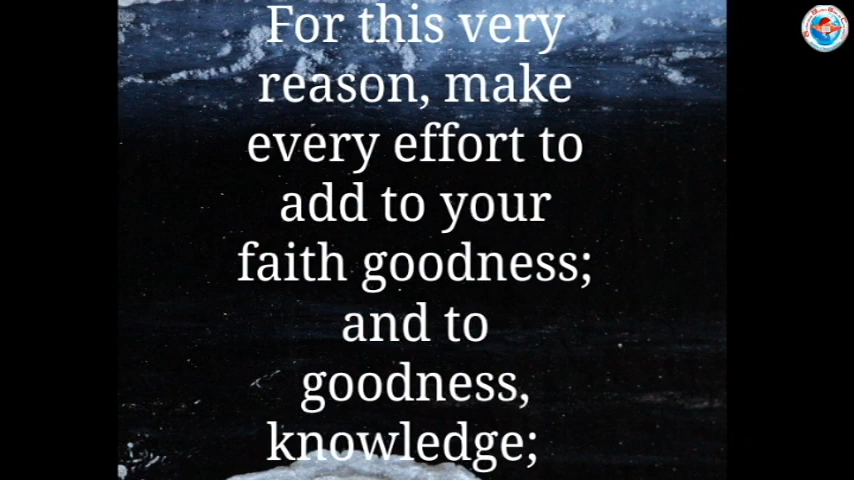 For this very
reason, make
every effort to
add to your
faith goodness;
and to
goodness,
knowledge;